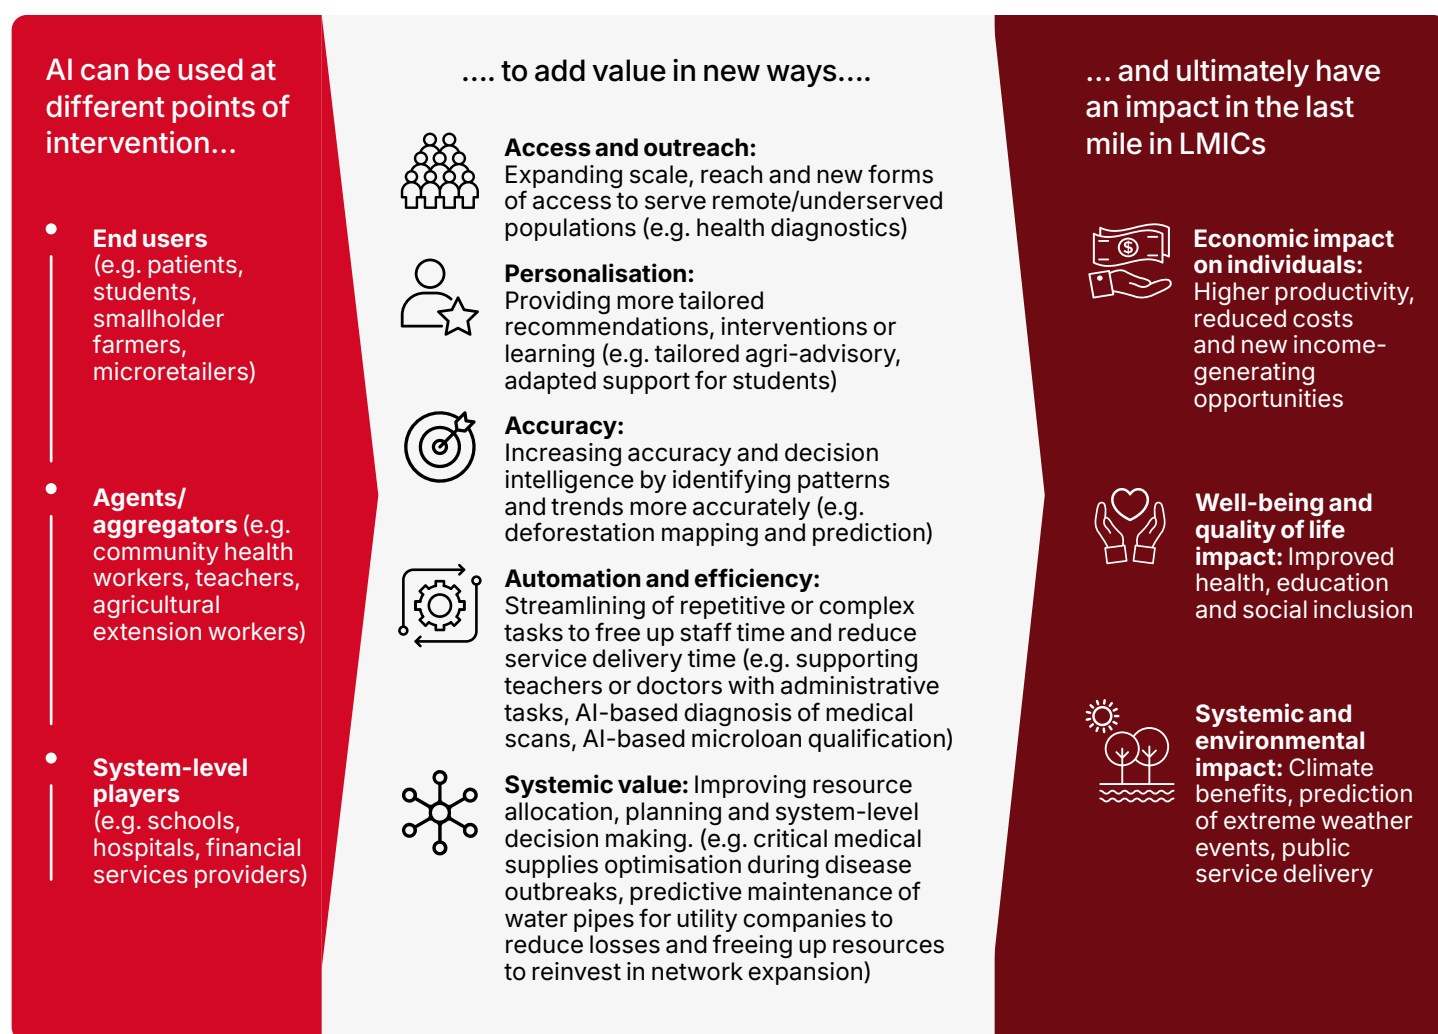 AI can be used at
different points of
intervention...
End users
(e.g. patients,
students,
smallholder
farmers,
microretailers)
Agents/
aggregators (e.g.
community health
workers, teachers,
agricultural
extension workers)
System-level
players
(e.g. schools,
hospitals, financial
services providers)
.... to add value in new ways....
Access and outreach:
Expanding scale, reach and new forms
of access to serve remote/underserved
populations (e.g. health diagnostics)
Personalisation:
Providing more tailored
recommendations, interventions or
learning (e.g. tailored agri-advisory,
adapted support for students)
Accuracy:
Increasing accuracy and decision
intelligence by identifying patterns
and trends more accurately (e.g.
deforestation mapping and prediction)
Automation and efficiency:
Streamlining of repetitive or complex
tasks to free up staff time and reduce
service delivery time (e.g. supporting
teachers or doctors with administrative
tasks, AI-based diagnosis of medical
scans, AI-based microloan qualification)
Systemic value: Improving resource
allocation, planning and system-level
decision making. (e.g. critical medical
supplies optimisation during disease
outbreaks, predictive maintenance of
water pipes for utility companies to
reduce losses and freeing up resources
to reinvest in network expansion)
... and ultimately have
an impact in the last
mile in LMICs
$
Economic impact
on individuals:
Higher productivity,
reduced costs
and new income-
generating
opportunities
Well-being and
quality of life
impact: Improved
health, education
and social inclusion
Systemic and
environmental
impact: Climate
benefits, prediction
of extreme weather
events, public
service delivery